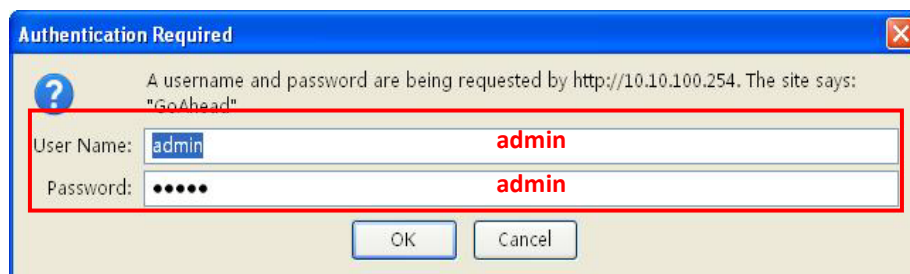 Authentication Required
A username and password are being requested by http://10.10.100.254. The site says:
"GoAhead"
User Name: admin admin
Password: ••••• admin
OK Cancel